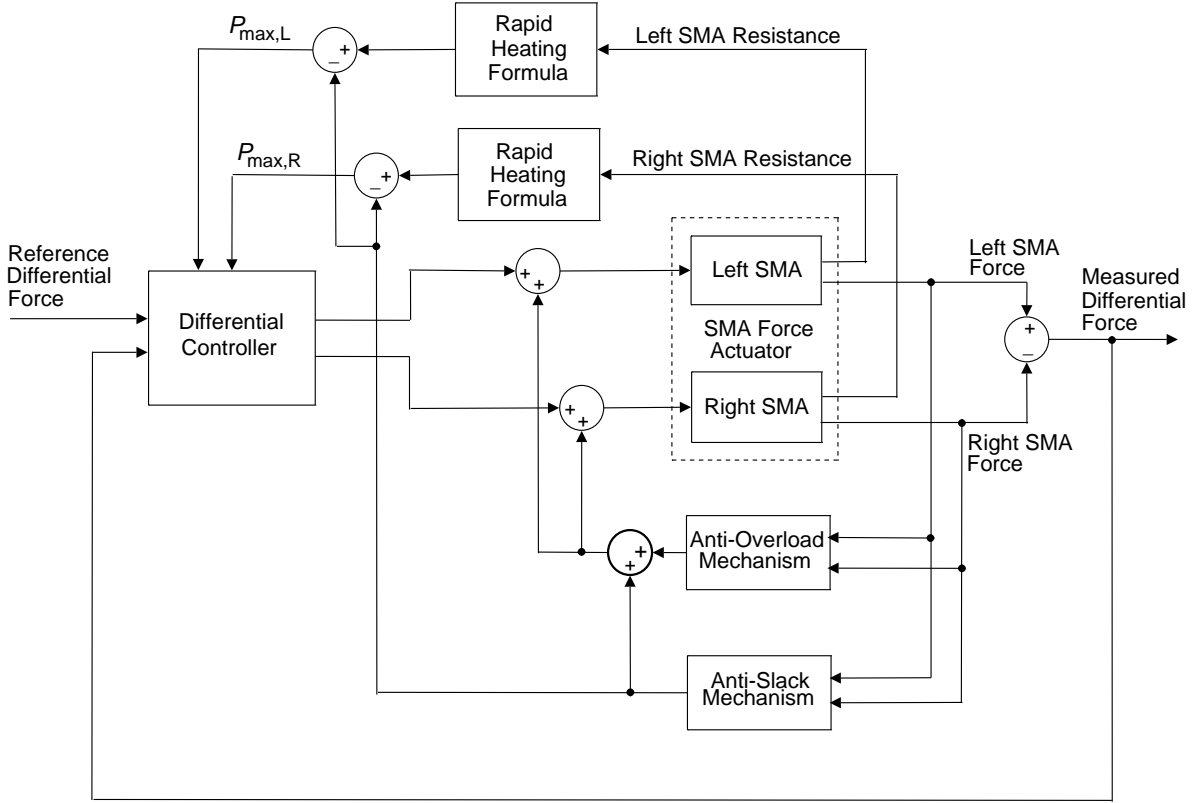 P max,L
+
−
Rapid
Heating
Formula
Left SMA Resistance
P max,R
+
−
Rapid
Heating
Formula
Right SMA Resistance
Reference
Differential
Force
Differential
Controller
+
+
Left SMA
SMA Force
Actuator
Right SMA
+
+
Left SMA
Force
+
−
Measured
Differential
Force
Right SMA
Force
+
+
Anti-Overload
Mechanism
Anti-Slack
Mechanism